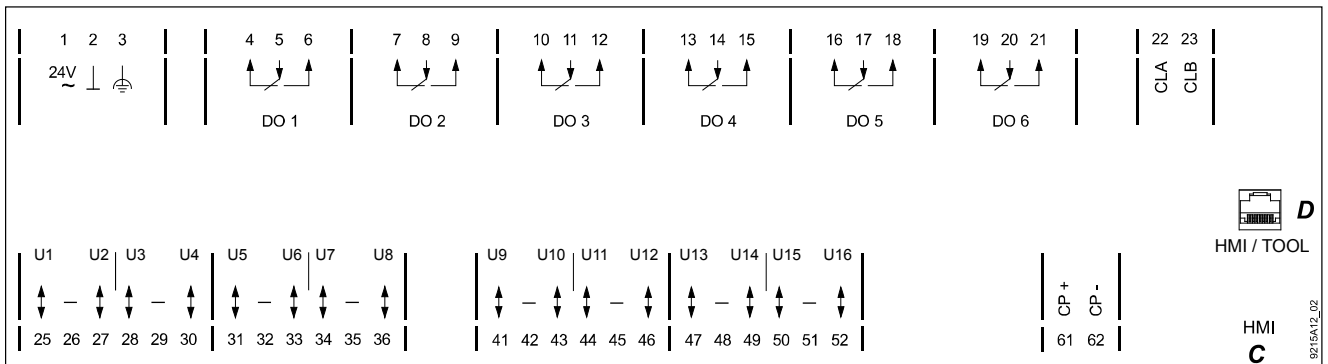 1 2 3 4 5 6 7 8 9 10 11 12 13 14 15 16 17 18 19 20 21 22 23
24V
~
CLA CLB
DO 1 DO 2 DO 3 DO 4 DO 5 DO 6
D
HMI / TOOL
U1 U2 U3 U4 U5 U6 U7 U8 U9 U10 U11 U12 U13 U14 U15 U16
CP + CP -
25 26 27 28 29 30 31 32 33 34 35 36 41 42 43 44 45 46 47 48 49 50 51 52 61 62
HMI
C
9215A12_02